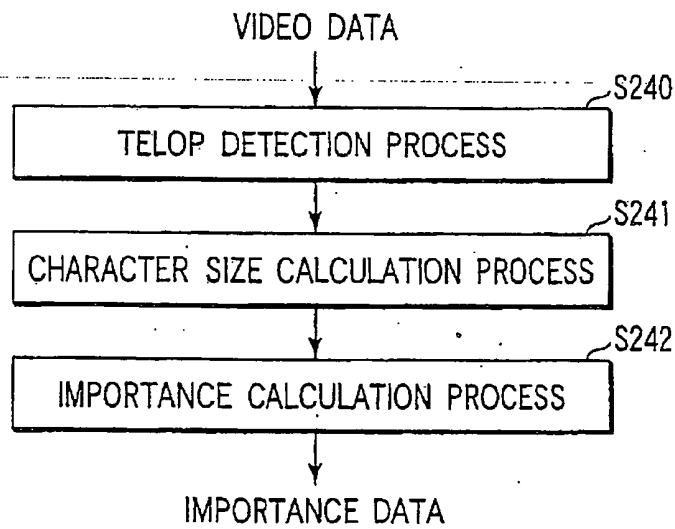 VIDEO DATA
S240
TELOP DETECTION PROCESS
S241
CHARACTER SIZE CALCULATION PROCESS
S242
IMPORTANCE CALCULATION PROCESS
IMPORTANCE DATA